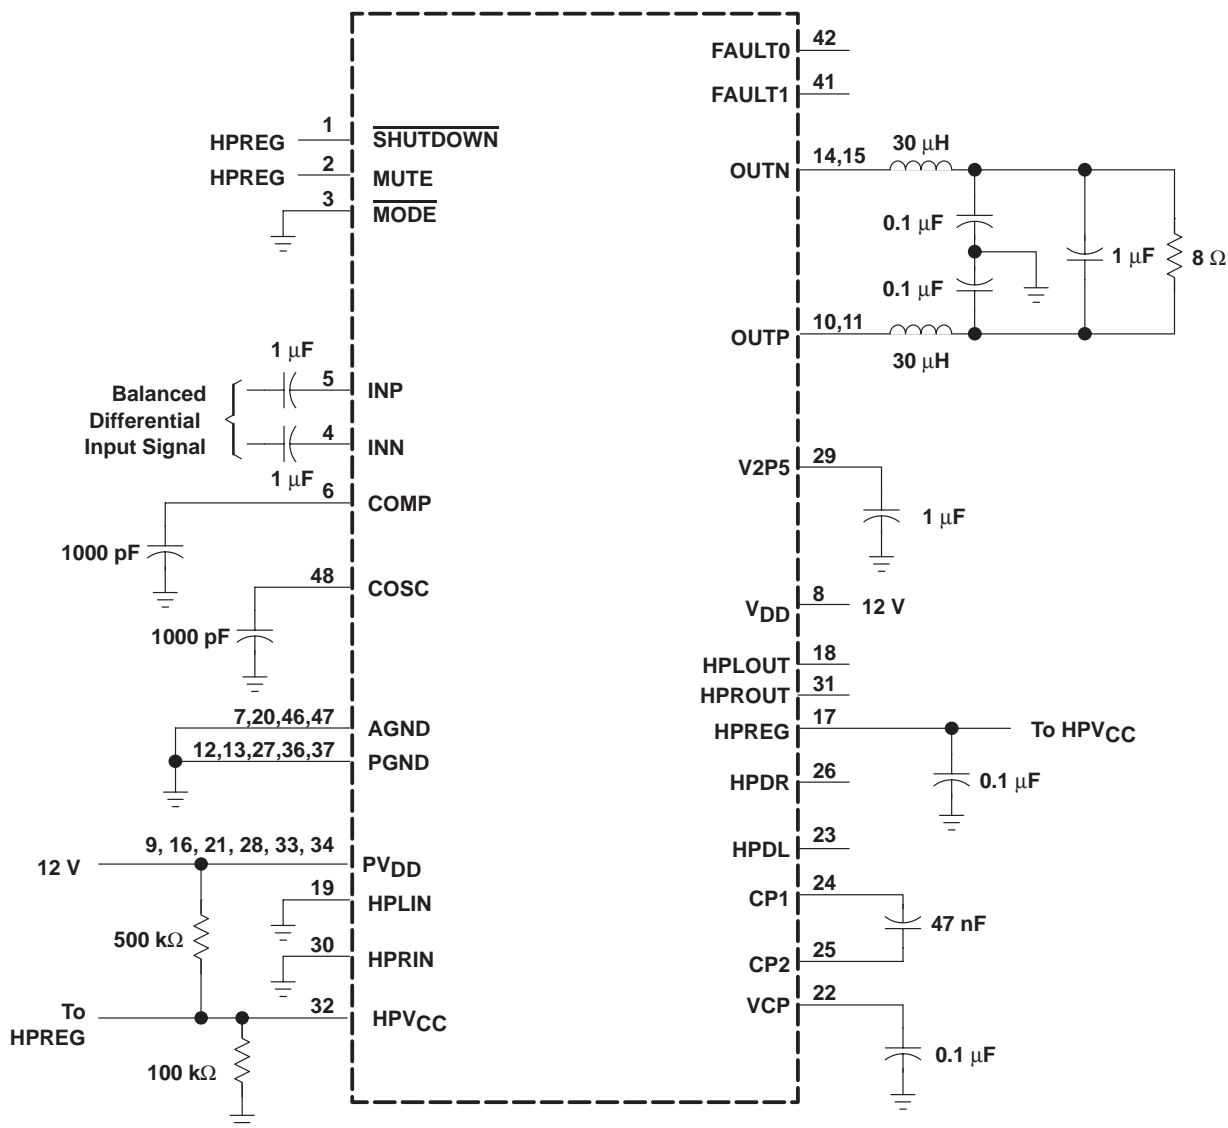 FAULT0 42
FAULT1 41
HPREG 1 SHUTDOWN
HPREG 2 MUTE
3 MODE
OUTN 14,15 30 μH
0.1 μF
0.1 μF
1 μF
8 Ω
OUTP 10,11 30 μH
1 μF
Balanced
Differential
Input Signal
5 INP
4 INN
1 μF
V2P5 29
1 μF
6 COMP
1000 pF
48 COSC
1000 pF
VDD 8 12 V
HPLOUT 18
HPROUT 31
HPREG 17 To HPVCC
0.1 μF
7,20,46,47 AGND
12,13,27,36,37 PGND
HPDR 26
HPDL 23
12 V 9, 16, 21, 28, 33, 34 PVDD
19 HPLIN
500 kΩ
30 HPRIN
CP1 24
47 nF
CP2 25
To
HPREG
32 HPVCC
100 kΩ
VCP 22
0.1 μF